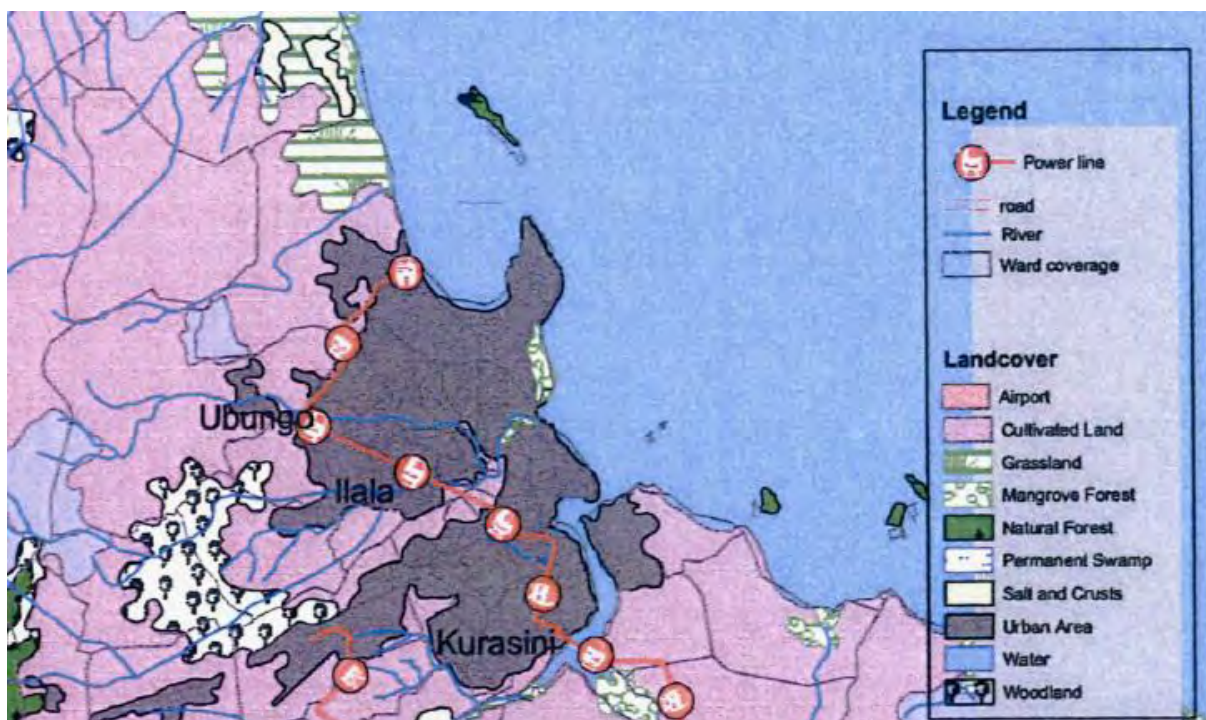 Legend
Power line
road
River
Ward coverage
Landcover
Airport
Cultivated Land
Grassland
Mangrove Forest
Natural Forest
Permanent Swamp
Salt and Crusts
Urban Area
Water
Woodland
Ubungo
Ilala
Kurasini